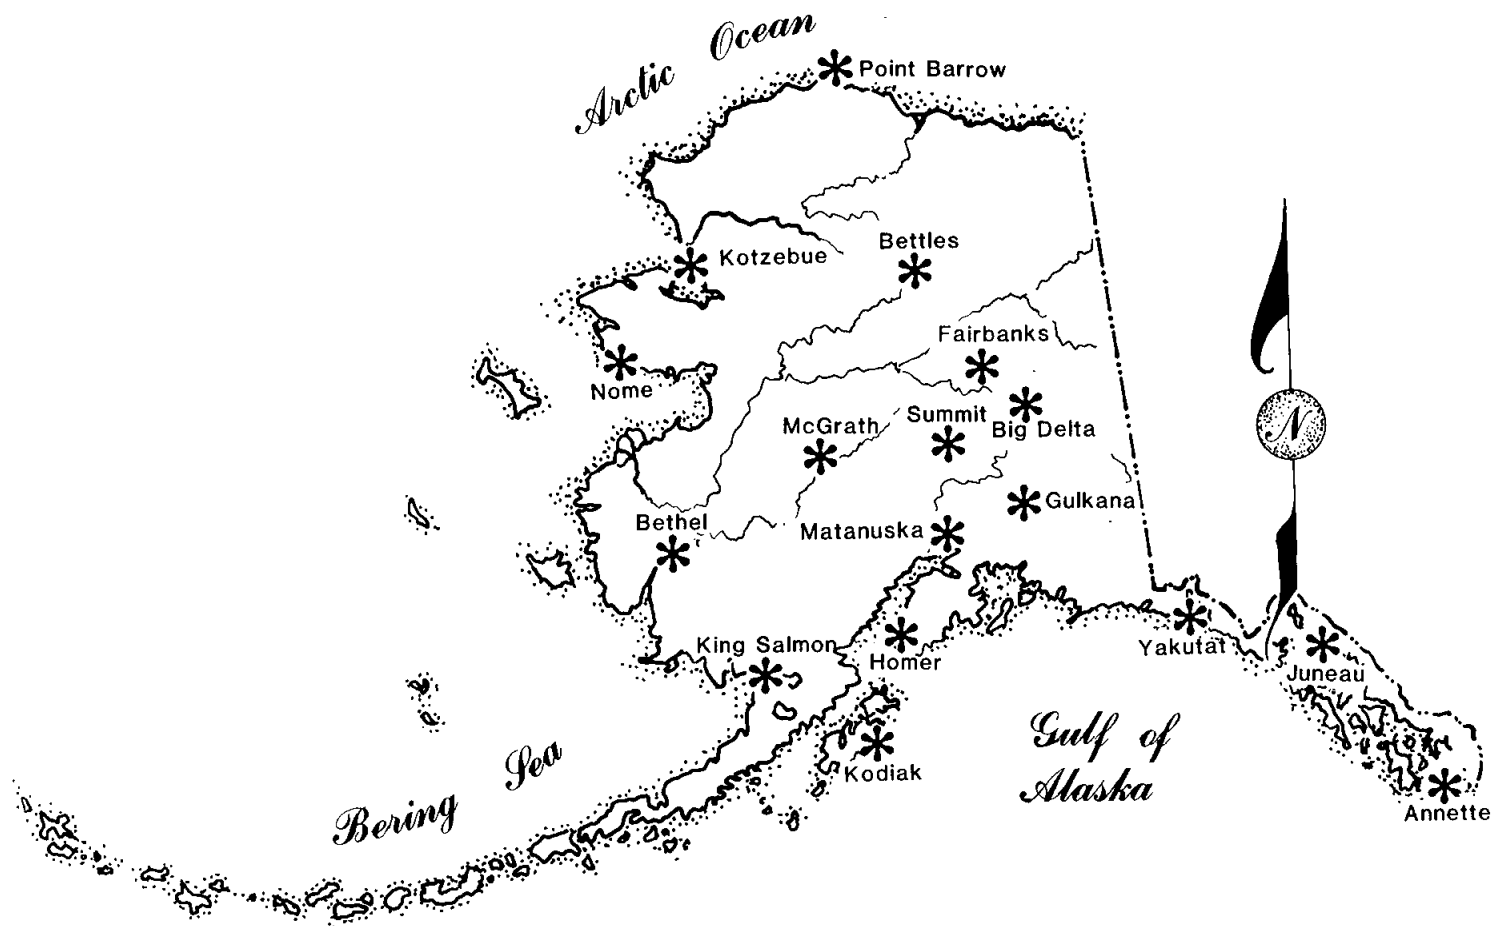 Arctic Ocean
Point Barrow
Kotzebue
Bettles
Fairbanks
Nome
McGrath
Summit
Big Delta
Bethel
Matanuska
Gulkana
N
King Salmon
Homer
Yakutat
Juneau
Kodiak
Gulf of
Alaska
Bering Sea
Annette